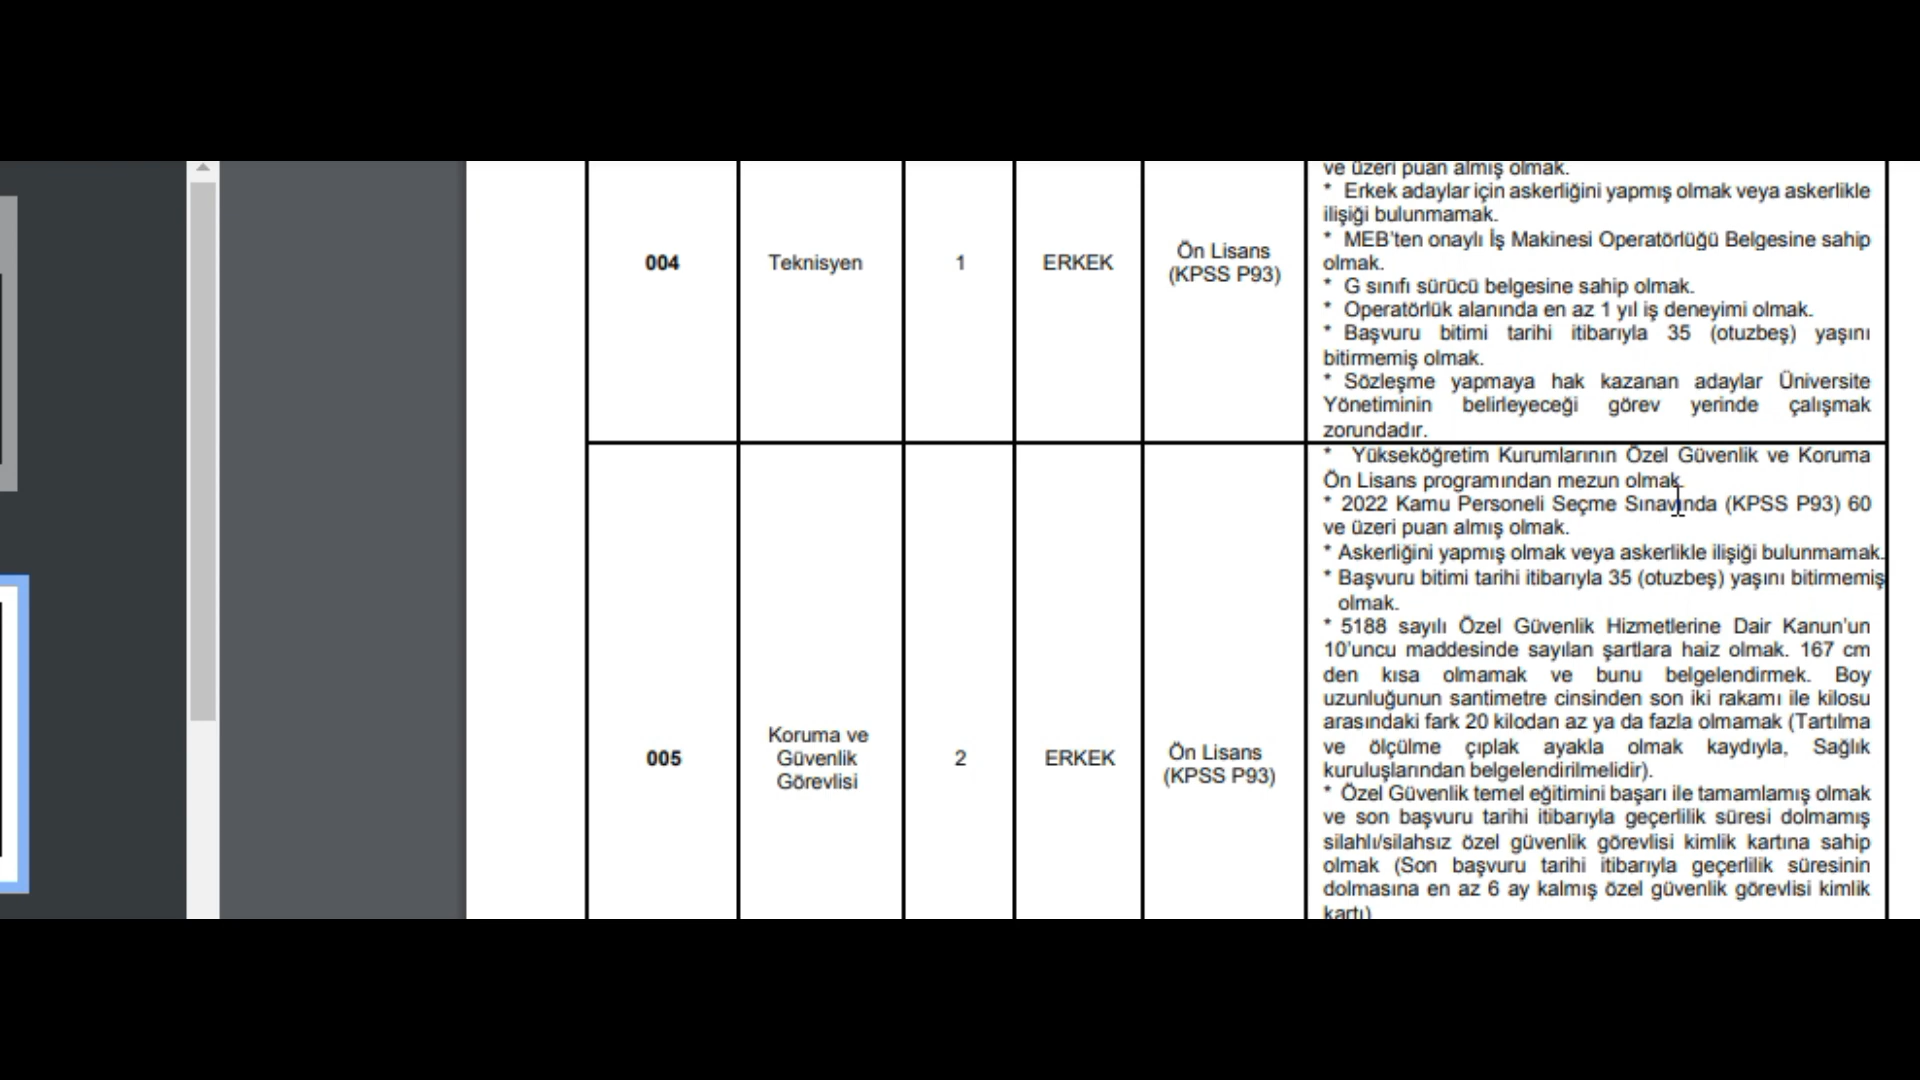 004
Teknisyen
1
ERKEK
Ön Lisans
(KPSS P93)
ve üzeri puan almış olmak.
* Erkek adaylar için askerliğini yapmış olmak veya askerlikle
ilişiği bulunmamak.
* MEB'ten onaylı İş Makinesi Operatörlüğü Belgesine sahip
olmak.
* G sınıfı sürücü belgesine sahip olmak.
* Operatörlük alanında en az 1 yıl iş deneyimi olmak.
* Başvuru bitimi tarihi itibarıyla 35 (otuzbeş) yaşını
bitirmemiş olmak.
* Sözleşme yapmaya hak kazanan adaylar Üniversite
Yönetiminin belirleyeceği görev yerinde çalışmak
zorundadır.
005
Koruma ve
Güvenlik
Görevlisi
2
ERKEK
Ön Lisans
(KPSS P93)
* Yükseköğretim Kurumlarının Özel Güvenlik ve Koruma
Ön Lisans programından mezun olmak.
* 2022 Kamu Personeli Seçme Sınavında (KPSS P93) 60
ve üzeri puan almış olmak.
* Askerliğini yapmış olmak veya askerlikle ilişiği bulunmamak.
* Başvuru bitimi tarihi itibarıyla 35 (otuzbeş) yaşını bitirmemiş
olmak.
* 5188 sayılı Özel Güvenlik Hizmetlerine Dair Kanun'un
10'uncu maddesinde sayılan şartlara haiz olmak. 167 cm
den kısa olmamak ve bunu belgelendirmek. Boy
uzunluğunun santimetre cinsinden son iki rakamı ile kilosu
arasındaki fark 20 kilodan az ya da fazla olmamak (Tartılma
ve ölçülme çıplak ayakla olmak kaydıyla, Sağlık
kuruluşlarından belgelendirilmelidir).
* Özel Güvenlik temel eğitimini başarı ile tamamlamış olmak
ve son başvuru tarihi itibarıyla geçerlilik süresi dolmamış
silahlı/silahsız özel güvenlik görevlisi kimlik kartına sahip
olmak (Son başvuru tarihi itibarıyla geçerlilik süresinin
dolmasına en az 6 ay kalmış özel güvenlik görevlisi kimlik
kartı)